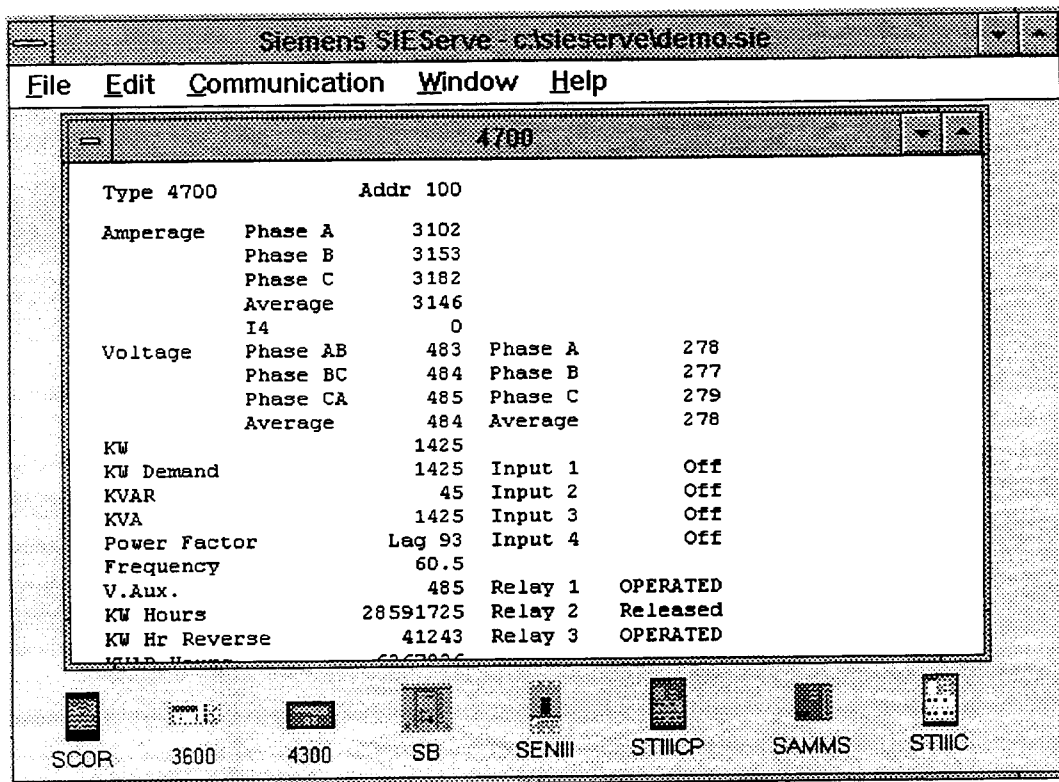 Siemens SIEServe - c:\sieserve\demo.sie
File Edit Communication Window Help
4700
Type 4700 Addr 100
Amperage Phase A 3102
Phase B 3153
Phase C 3182
Average 3146
I4 0
Voltage Phase AB 483 Phase A 278
Phase BC 484 Phase B 277
Phase CA 485 Phase C 279
Average 484 Average 278
KW 1425
KW Demand 1425 Input 1 Off
KVAR 45 Input 2 Off
KVA 1425 Input 3 Off
Power Factor Lag 93 Input 4 Off
Frequency 60.5
V.Aux. 485 Relay 1 OPERATED
KW Hours 28591725 Relay 2 Released
KW Hr Reverse 41243 Relay 3 OPERATED
SCOR 3600 4300 SB SENIII STIIICP SAMMS STIIIC